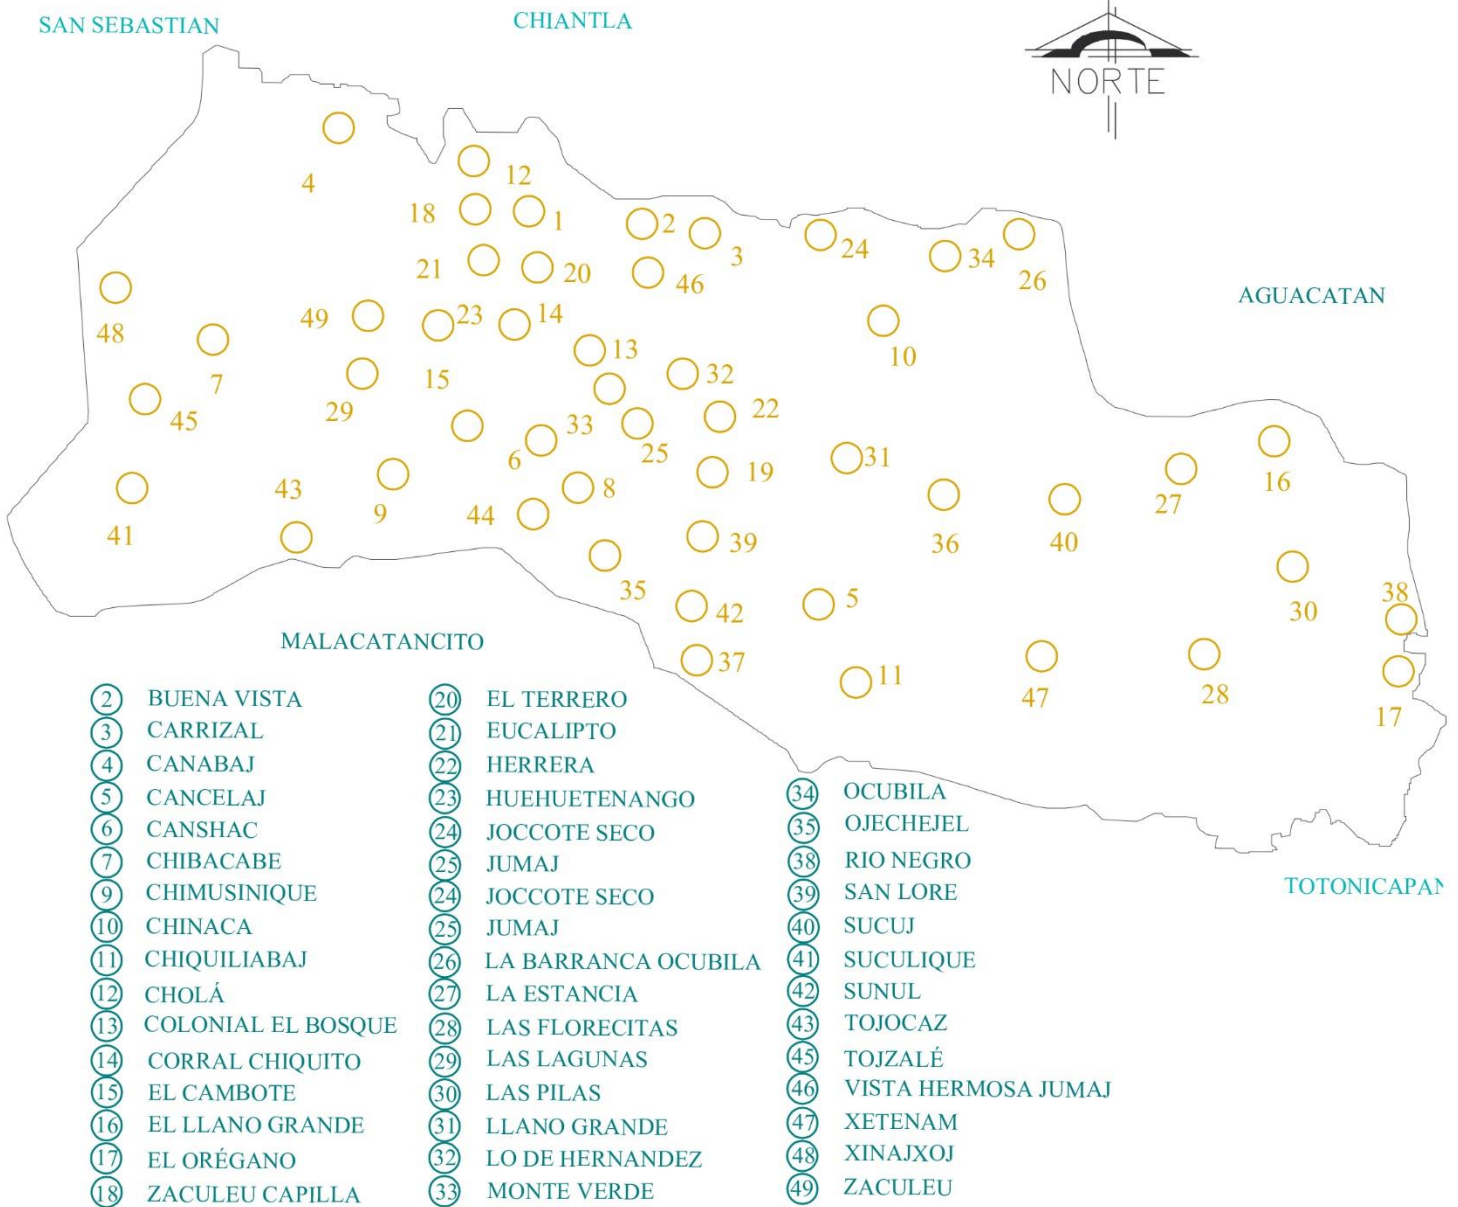 SAN SEBASTIAN
CHIANTLA
NORTE
4
12
18
1
2
3
24
34
26
21
20
46
AGUACATAN
48
49
23
14
10
7
13
15
32
29
45
33
22
25
6
31
16
27
43
19
8
41
9
44
36
40
39
35
38
30
42
5
MALACATANCITO
37
11
47
28
17
2 BUENA VISTA
3 CARRIZAL
4 CANABAJ
5 CANCELAJ
6 CANSHAC
7 CHIBACABE
9 CHIMUSINIQUE
10 CHINACA
11 CHIQUILIABAJ
12 CHOLÁ
13 COLONIAL EL BOSQUE
14 CORRAL CHIQUITO
15 EL CAMBOTE
16 EL LLANO GRANDE
17 EL ORÉGANO
18 ZACULEU CAPILLA
20 EL TERRERO
21 EUCALIPTO
22 HERRERA
23 HUEHUETENANGO
24 JOCCOTE SECO
25 JUMAJ
24 JOCCOTE SECO
25 JUMAJ
26 LA BARRANCA OCUBILA
27 LA ESTANCIA
28 LAS FLORECITAS
29 LAS LAGUNAS
30 LAS PILAS
31 LLANO GRANDE
32 LO DE HERNANDEZ
33 MONTE VERDE
34 OCUBILA
35 OJECHEJEL
38 RIO NEGRO
39 SAN LORE
40 SUCUJ
41 SUCULIQUE
42 SUNUL
43 TOJOCAZ
45 TOJZALÉ
46 VISTA HERMOSA JUMAJ
47 XETENAM
48 XINAJXOJ
49 ZACULEU
TOTONICAPAN